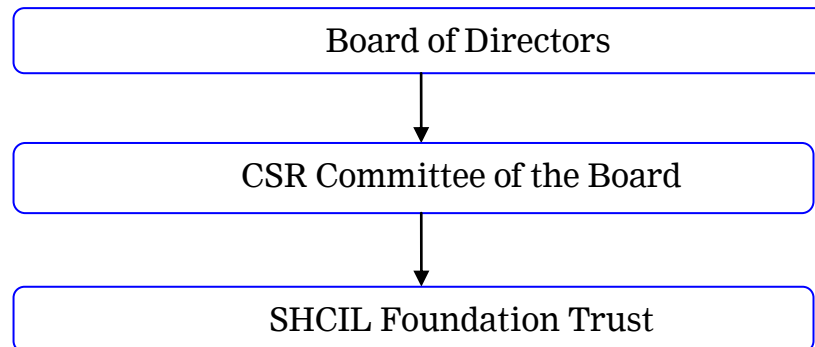 Board of Directors
CSR Committee of the Board
SHCIL Foundation Trust